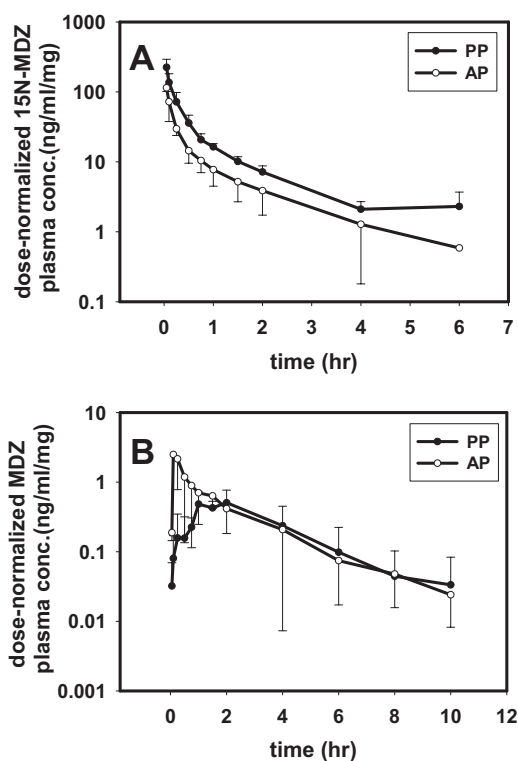 A
dose-normalized 15N-MDZ
plasma conc.(ng/ml/mg)
1000
100
10
1
0.1
PP
AP
0 1 2 3 4 5 6 7
time (hr)
B
dose-normalized MDZ
plasma conc.(ng/ml/mg)
10
1
0.1
0.01
0.001
PP
AP
0 2 4 6 8 10 12
time (hr)